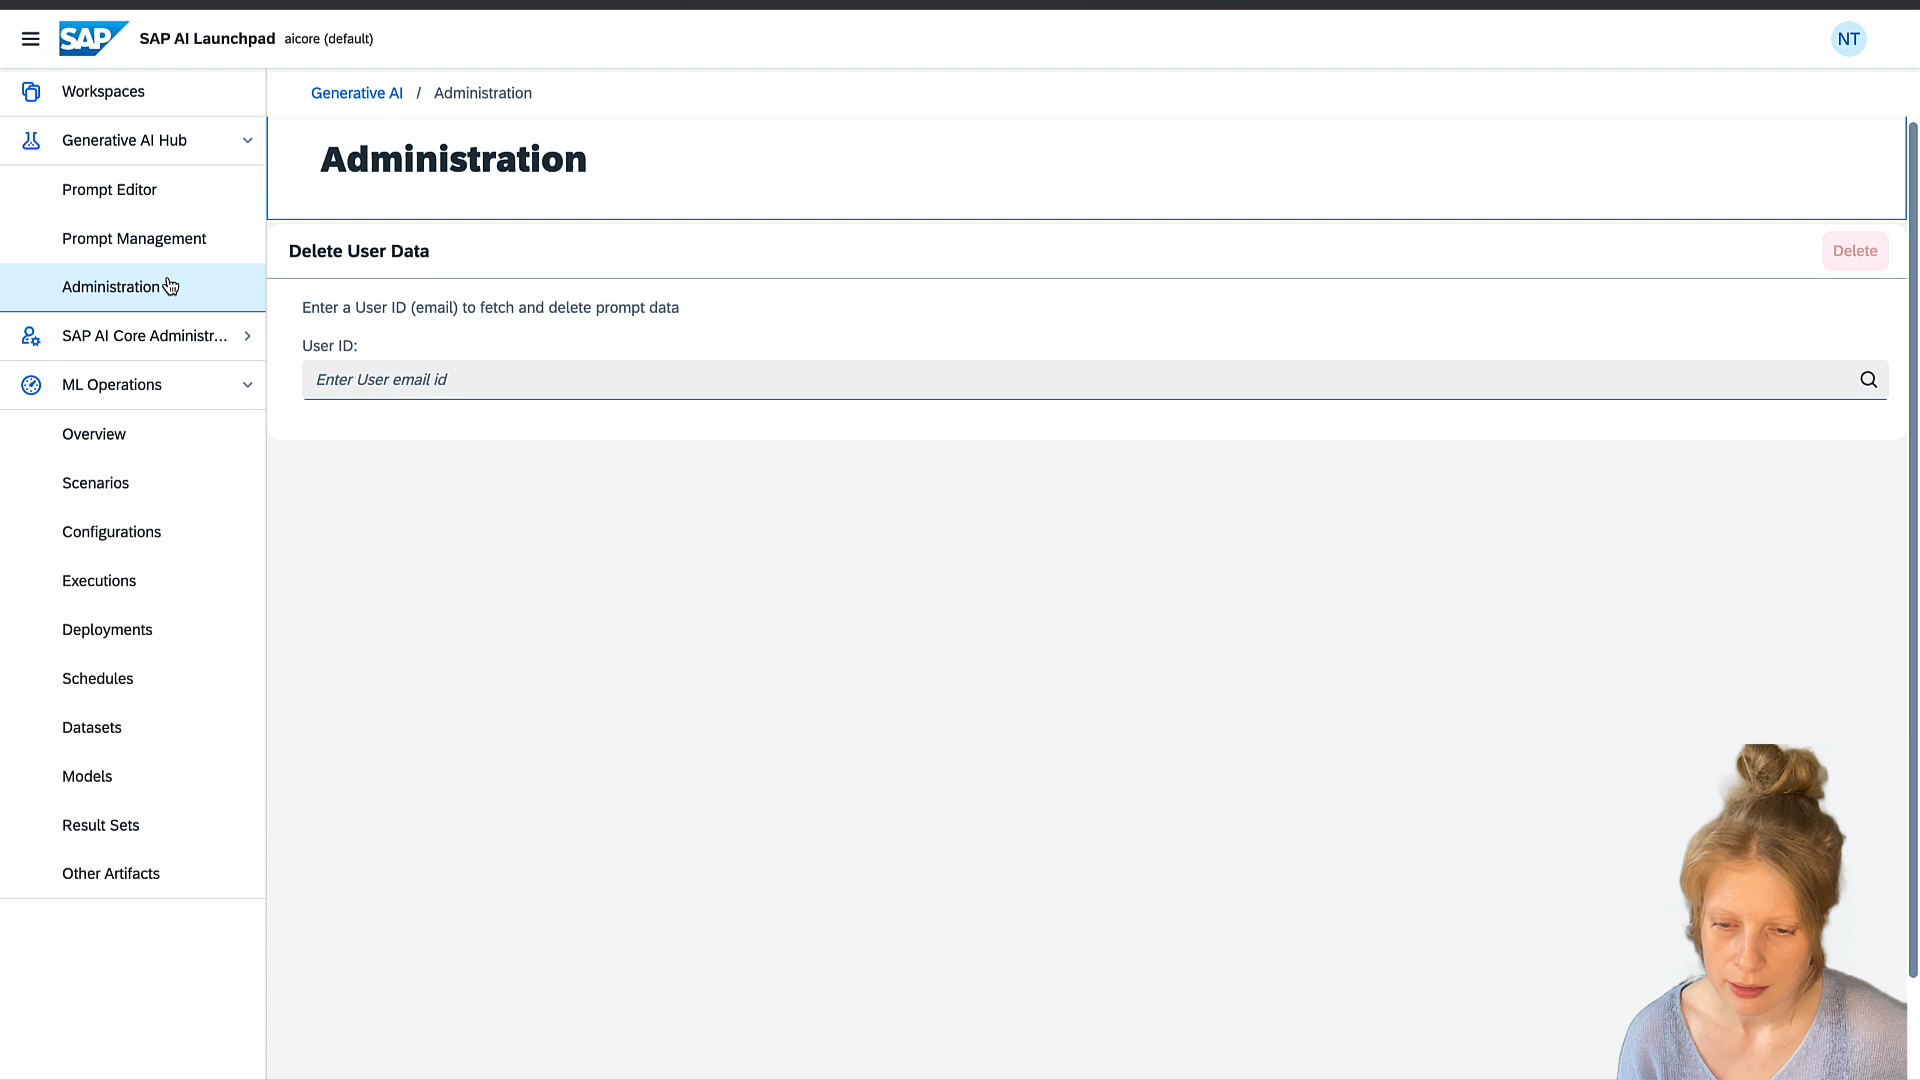 SAP SAP AI Launchpad aicore (default) NT
Workspaces
Generative AI Hub
Prompt Editor
Prompt Management
Administration
SAP AI Core Administr...
ML Operations
Overview
Scenarios
Configurations
Executions
Deployments
Schedules
Datasets
Models
Result Sets
Other Artifacts
Generative AI / Administration
Administration
Delete User Data Delete
Enter a User ID (email) to fetch and delete prompt data
User ID:
Enter User email id